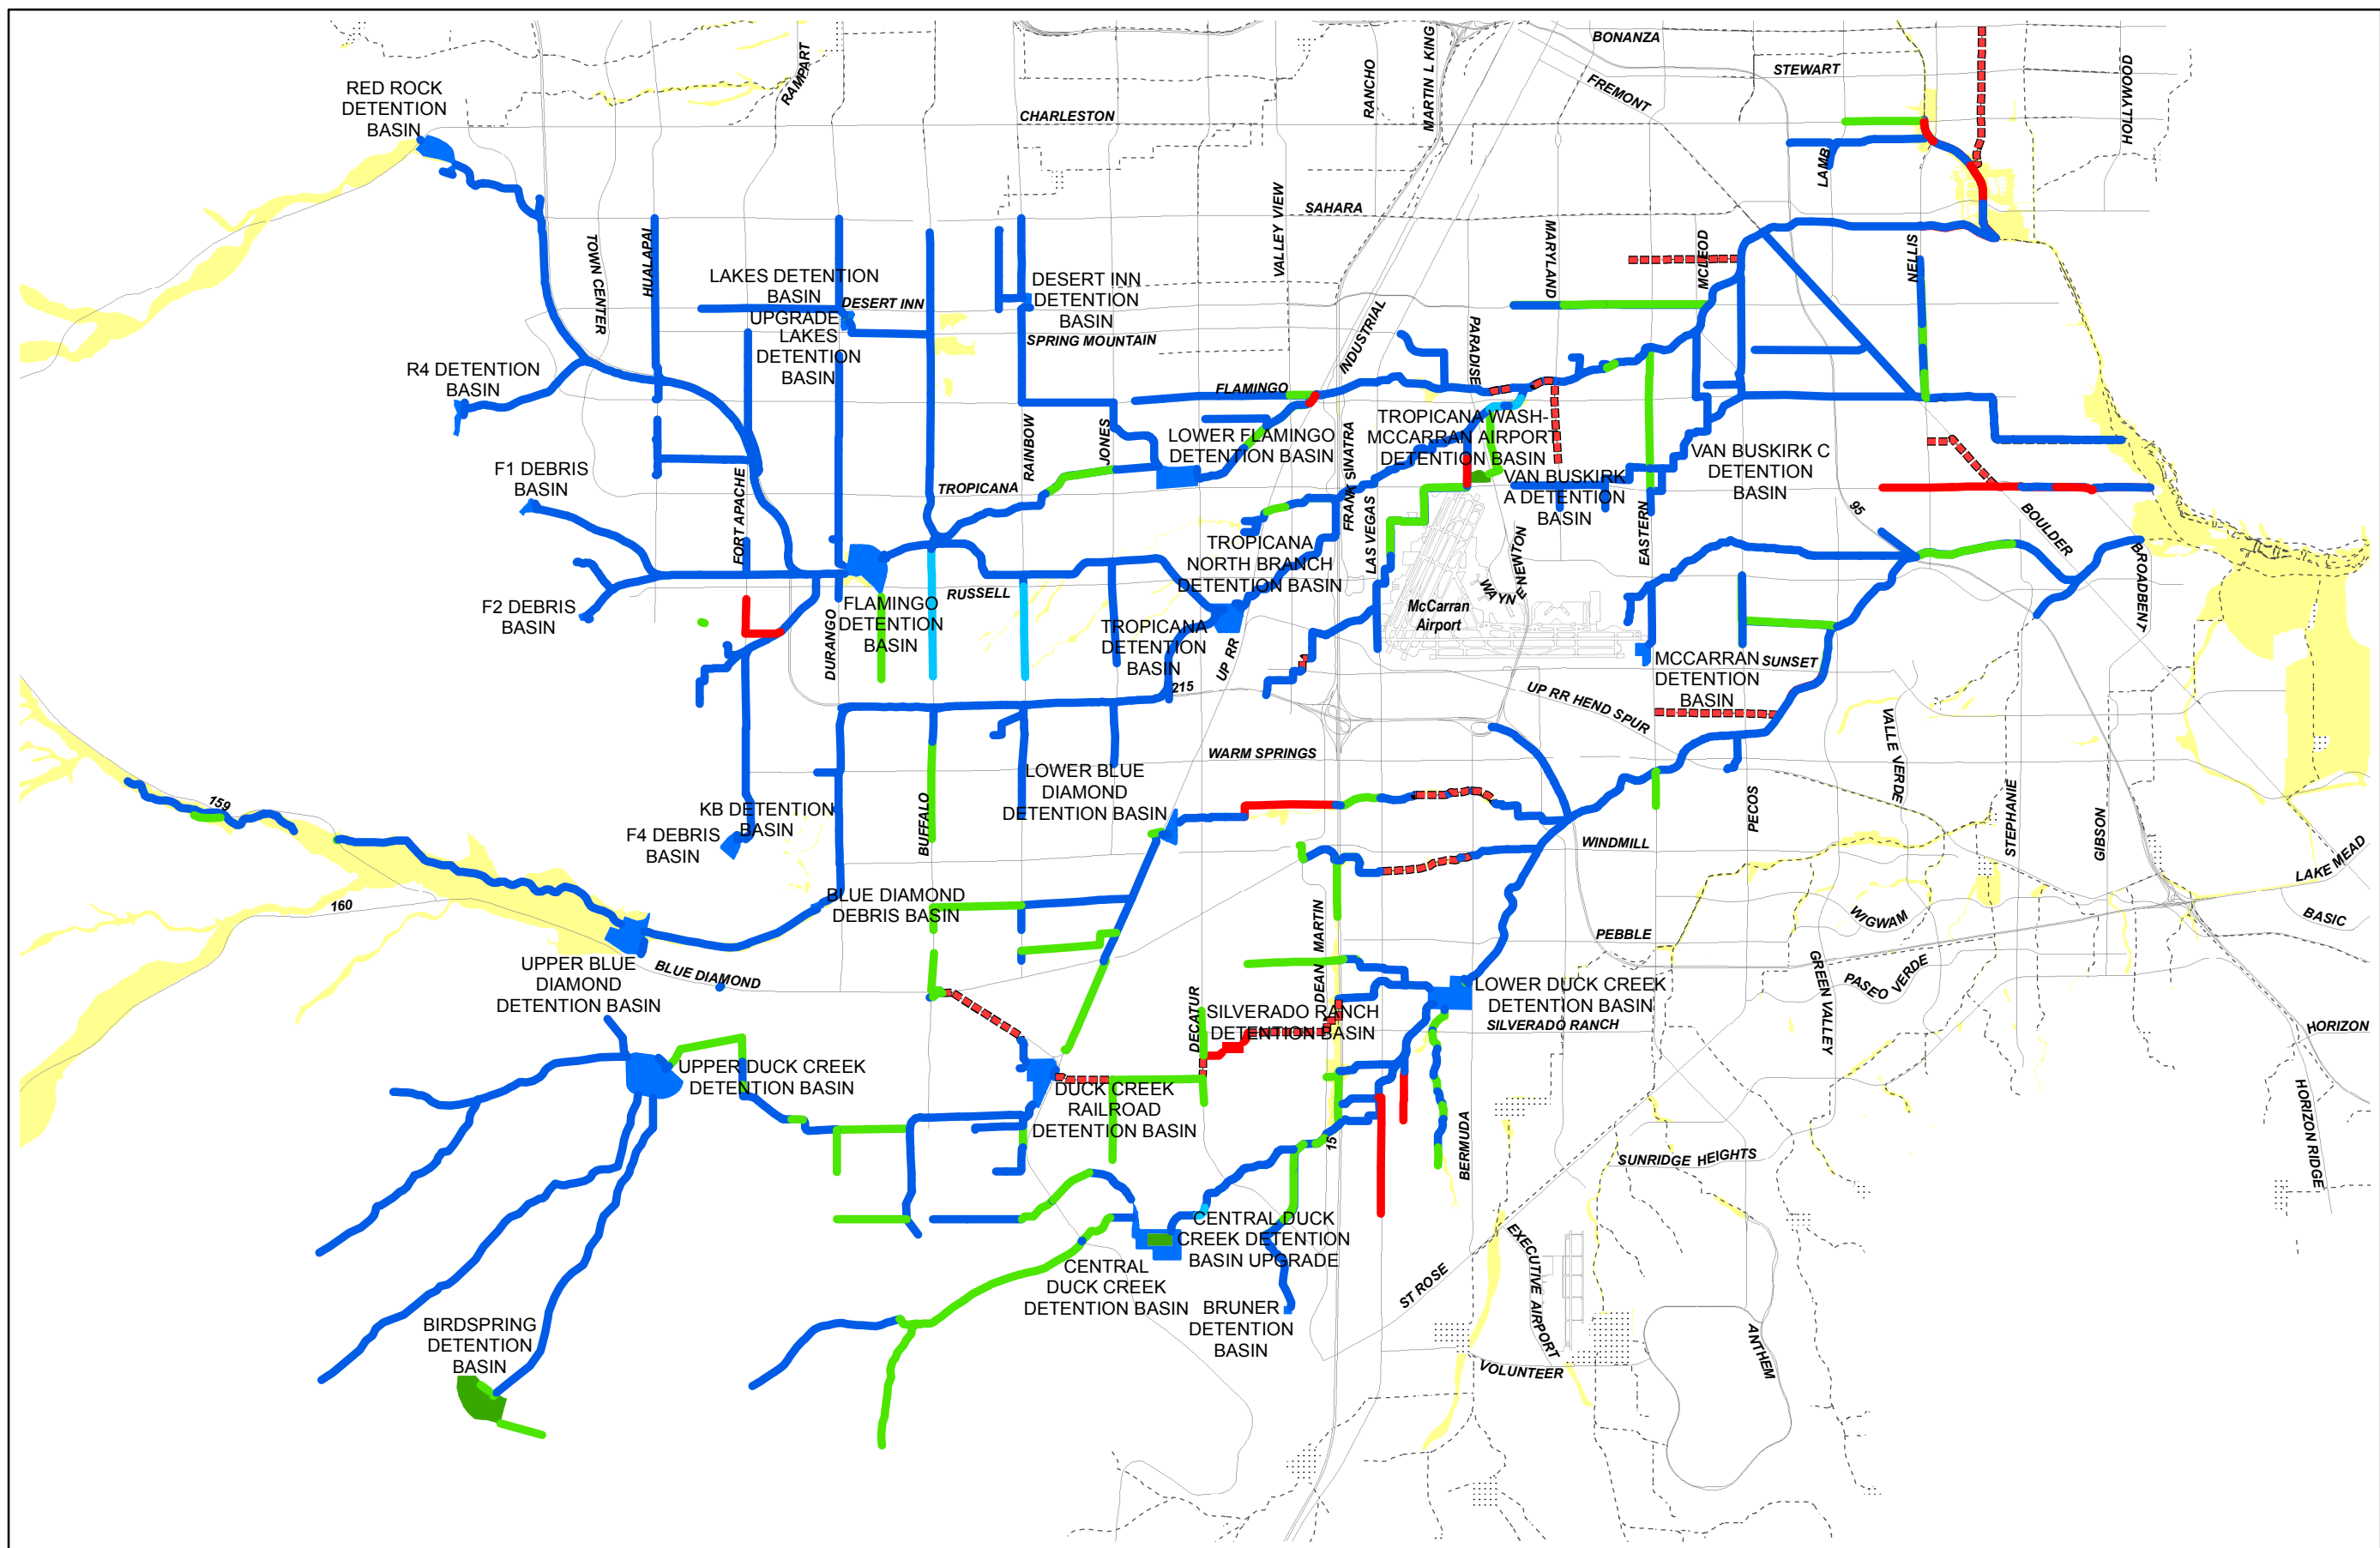 BONANZA
STEWART
FREMONT
RAMPART
RANCHO
MARTIN L KING
HOLLYWOOD
RED ROCK
DETENTION
BASIN
CHARLESTON
LAMB
VALLEY VIEW
SAHARA
TOWN CENTER
HUALAPAI
MARYLAND
MCLEOD
NELLIS
LAKES DETENTION
BASIN
UPGRADE
DESERT INN
LAKES
DETENTION
BASIN
DESERT INN
DETENTION
BASIN
SPRING MOUNTAIN
INDUSTRIAL
PARADISE
R4 DETENTION
BASIN
FLAMINGO
RAINBOW
JONES
LOWER FLAMINGO
DETENTION BASIN
TROPICANA WASH-
MCCARRAN AIRPORT
DETENTION BASIN
FRANK SINATRA
VAN BUSKIRK
A DETENTION
BASIN
VAN BUSKIRK C
DETENTION
BASIN
F1 DEBRIS
BASIN
FORT APACHE
TROPICANA
LAS VEGAS
EASTERN
95
BOULDER
BROADBENT
TROPICANA
NORTH BRANCH
DETENTION BASIN
WAYNE NEWTON
F2 DEBRIS
BASIN
RUSSELL
FLAMINGO
DETENTION
BASIN
DURANGO
TROPICANA
DETENTION
BASIN
UP RR
McCarran
Airport
MCCARRAN
DETENTION
BASIN
SUNSET
215
UP RR HEND SPUR
WARM SPRINGS
VALLE VERDE
STEPHANIE
GIBSON
PECOS
159
KB DETENTION
BASIN
F4 DEBRIS
BASIN
BUFFALO
LOWER BLUE
DIAMOND
DETENTION BASIN
WINDMILL
LAKE MEAD
160
BLUE DIAMOND
DEBRIS BASIN
DEAN MARTIN
PEBBLE
WIGWAM
BASIC
UPPER BLUE
DIAMOND
DETENTION BASIN
BLUE DIAMOND
DECATUR
SILVERADO RANCH
DETENTION BASIN
LOWER DUCK CREEK
DETENTION BASIN
SILVERADO RANCH
GREEN VALLEY
PASEO VERDE
HORIZON
UPPER DUCK CREEK
DETENTION BASIN
DUCK CREEK
RAILROAD
DETENTION BASIN
15
BERMUDA
SUNRIDGE HEIGHTS
HORIZON RIDGE
CENTRAL DUCK
CREEK DETENTION
BASIN UPGRADE
CENTRAL
DUCK CREEK
DETENTION BASIN
BRUNER
DETENTION
BASIN
ST ROSE
EXECUTIVE AIRPORT
ANTHEM
VOLUNTEER
BIRDSPRING
DETENTION
BASIN